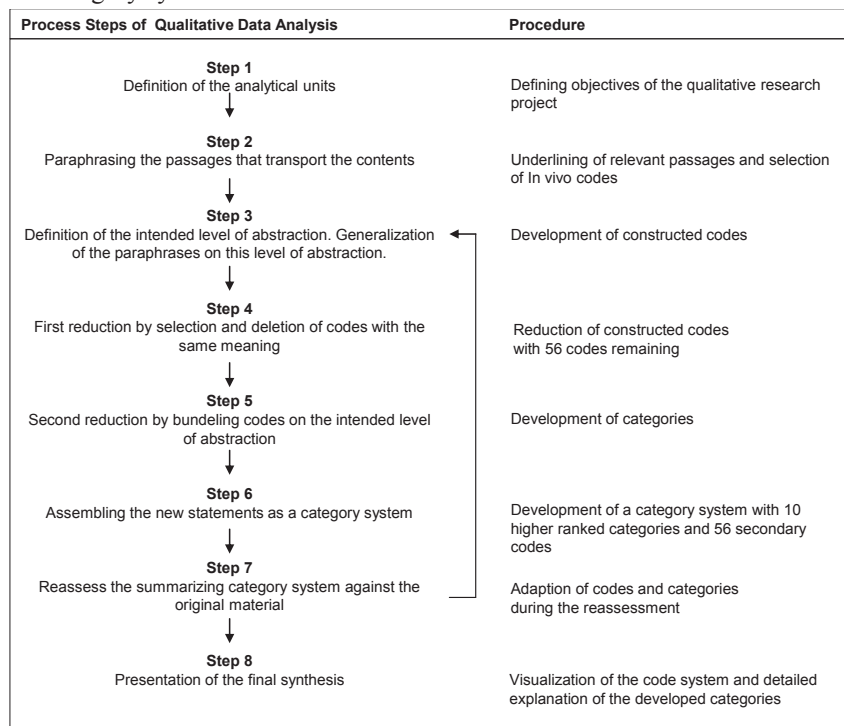 Process Steps of Qualitative Data Analysis
Procedure
Step 1
Definition of the analytical units
Defining objectives of the qualitative research
project
Step 2
Paraphrasing the passages that transport the contents
Underlining of relevant passages and selection
of In vivo codes
Step 3
Definition of the intended level of abstraction. Generalization
of the paraphrases on this level of abstraction.
Development of constructed codes
Step 4
First reduction by selection and deletion of codes with the
same meaning
Reduction of constructed codes
with 56 codes remaining
Step 5
Second reduction by bundeling codes on the intended level
of abstraction
Development of categories
Step 6
Assembling the new statements as a category system
Development of a category system with 10
higher ranked categories and 56 secondary
codes
Step 7
Reassess the summarizing category system against the
original material
Adaption of codes and categories
during the reassessment
Step 8
Presentation of the final synthesis
Visualization of the code system and detailed
explanation of the developed categories